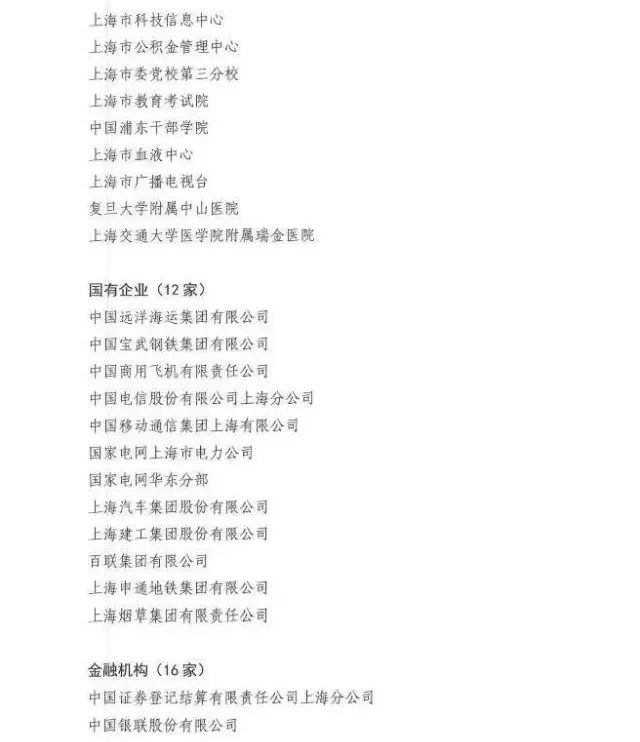 上海市科技信息中心
上海市公积金管理中心
上海市委党校第三分校
上海市教育考试院
中国浦东干部学院
上海市血液中心
上海市广播电视台
复旦大学附属中山医院
上海交通大学医学院附属瑞金医院
国有企业（12 家）
中国远洋海运集团有限公司
中国宝武钢铁集团有限公司
中国商用飞机有限责任公司
中国电信股份有限公司上海分公司
中国移动通信集团上海有限公司
国家电网上海市电力公司
国家电网华东分部
上海汽车集团股份有限公司
上海建工集团股份有限公司
百联集团有限公司
上海申通地铁集团有限公司
上海烟草集团有限责任公司
金融机构（16 家）
中国证券登记结算有限责任公司上海分公司
中国银联股份有限公司